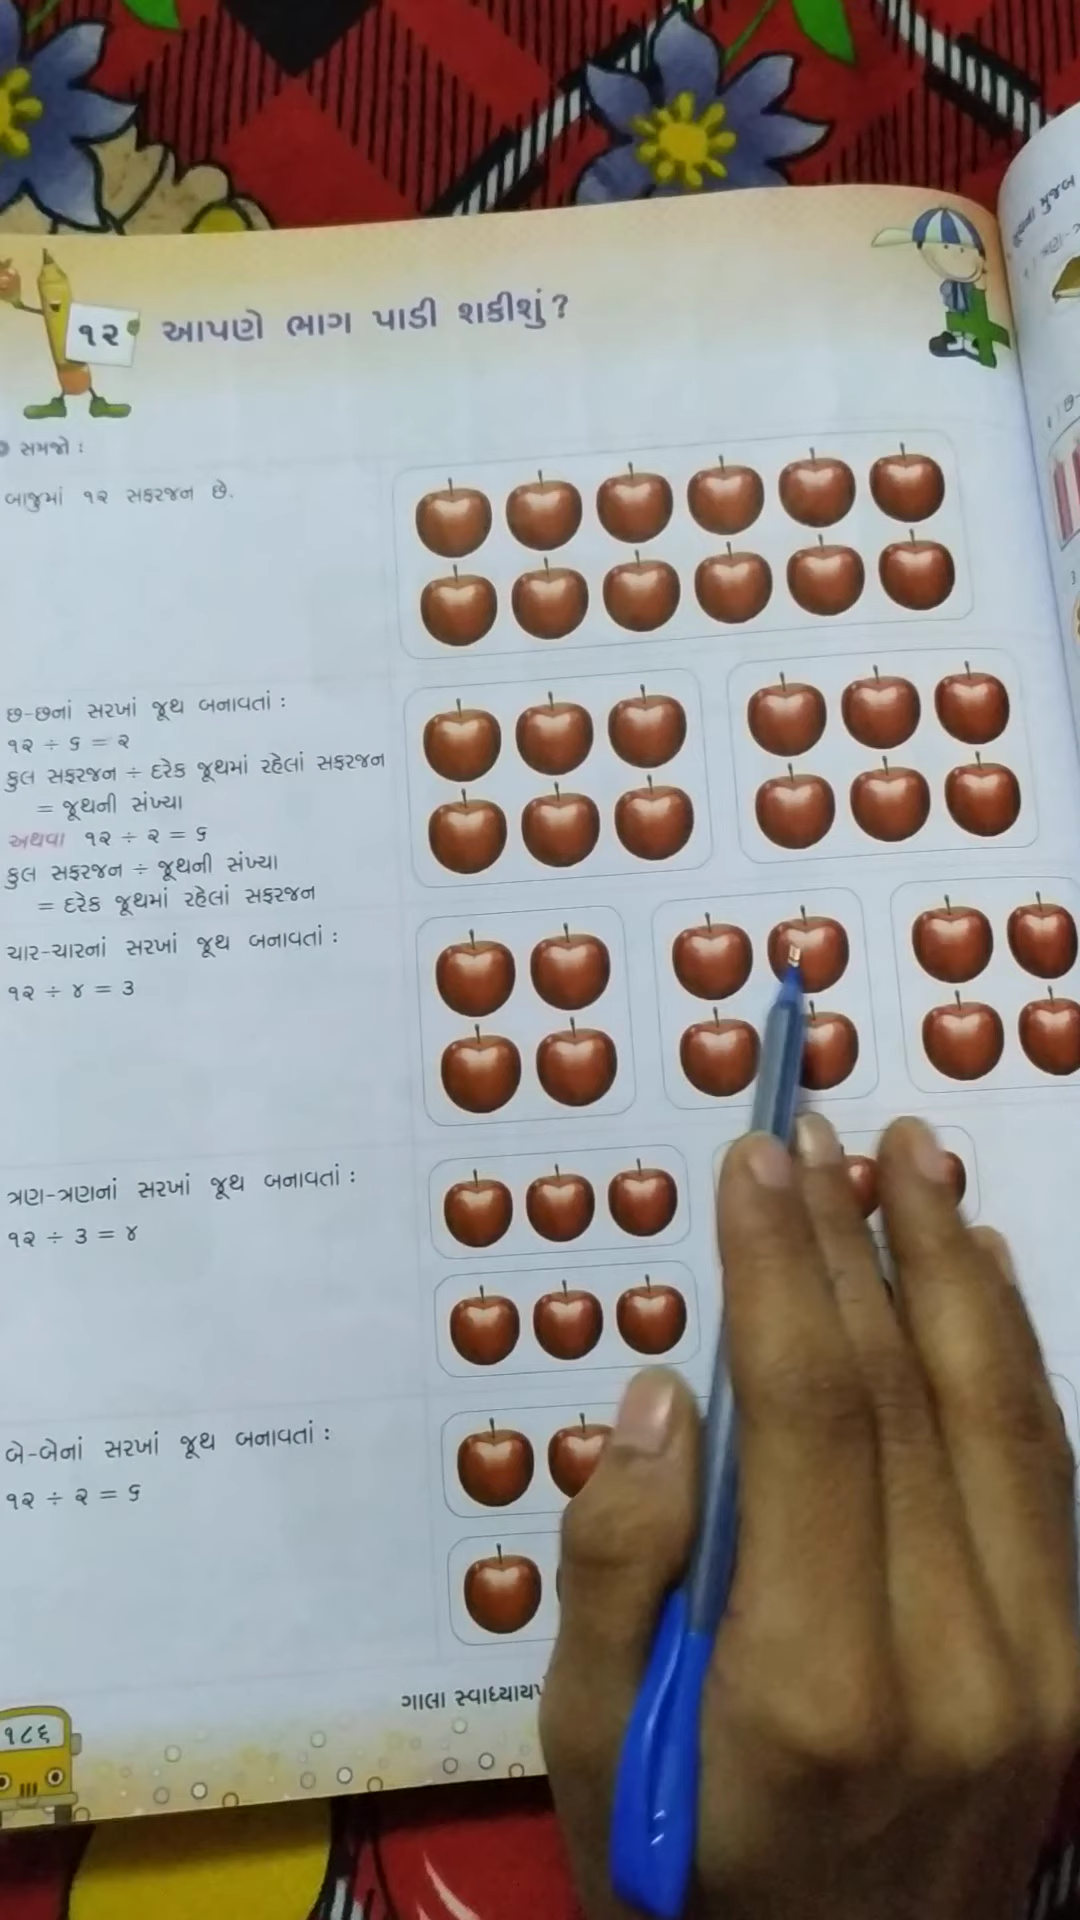 ૧૨ આપણે ભાગ પાડી શકીશું?
સમજો :
બાજુમાં ૧૨ સફરજન છે.
છ-છનાં સરખાં જૂથ બનાવતાં :
૧૨ ÷ ૬ = ૨
કુલ સફરજન ÷ દરેક જૂથમાં રહેલાં સફરજન
= જૂથની સંખ્યા
અથવા ૧૨ ÷ ૨ = ૬
કુલ સફરજન ÷ જૂથની સંખ્યા
= દરેક જૂથમાં રહેલાં સફરજન
ચાર-ચારનાં સરખાં જૂથ બનાવતાં :
૧૨ ÷ ૪ = ૩
ત્રણ-ત્રણનાં સરખાં જૂથ બનાવતાં :
૧૨ ÷ ૩ = ૪
બે-બેનાં સરખાં જૂથ બનાવતાં :
૧૨ ÷ ૨ = ૬
ગાલા
૧૮૬
મુજબ